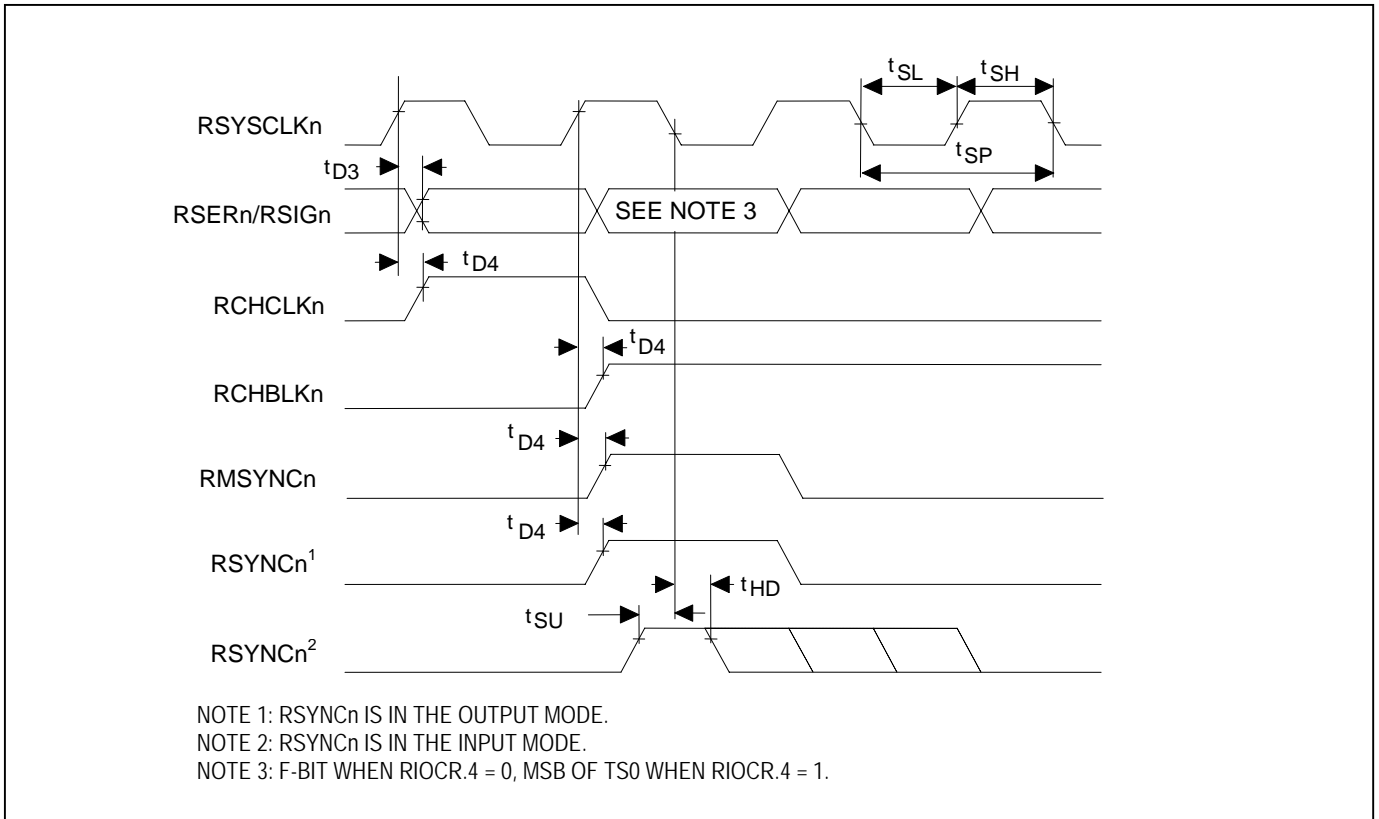 tSL
tSH
RSYSCLKn
tSP
tD3
RSERn/RSIGn
SEE NOTE 3
tD4
RCHCLKn
tD4
RCHBLKn
tD4
RMSYNCn
tD4
RSYNCn1
tHD
tSU
RSYNCn2
NOTE 1: RSYNCn IS IN THE OUTPUT MODE.
NOTE 2: RSYNCn IS IN THE INPUT MODE.
NOTE 3: F-BIT WHEN RIOCR.4 = 0, MSB OF TS0 WHEN RIOCR.4 = 1.